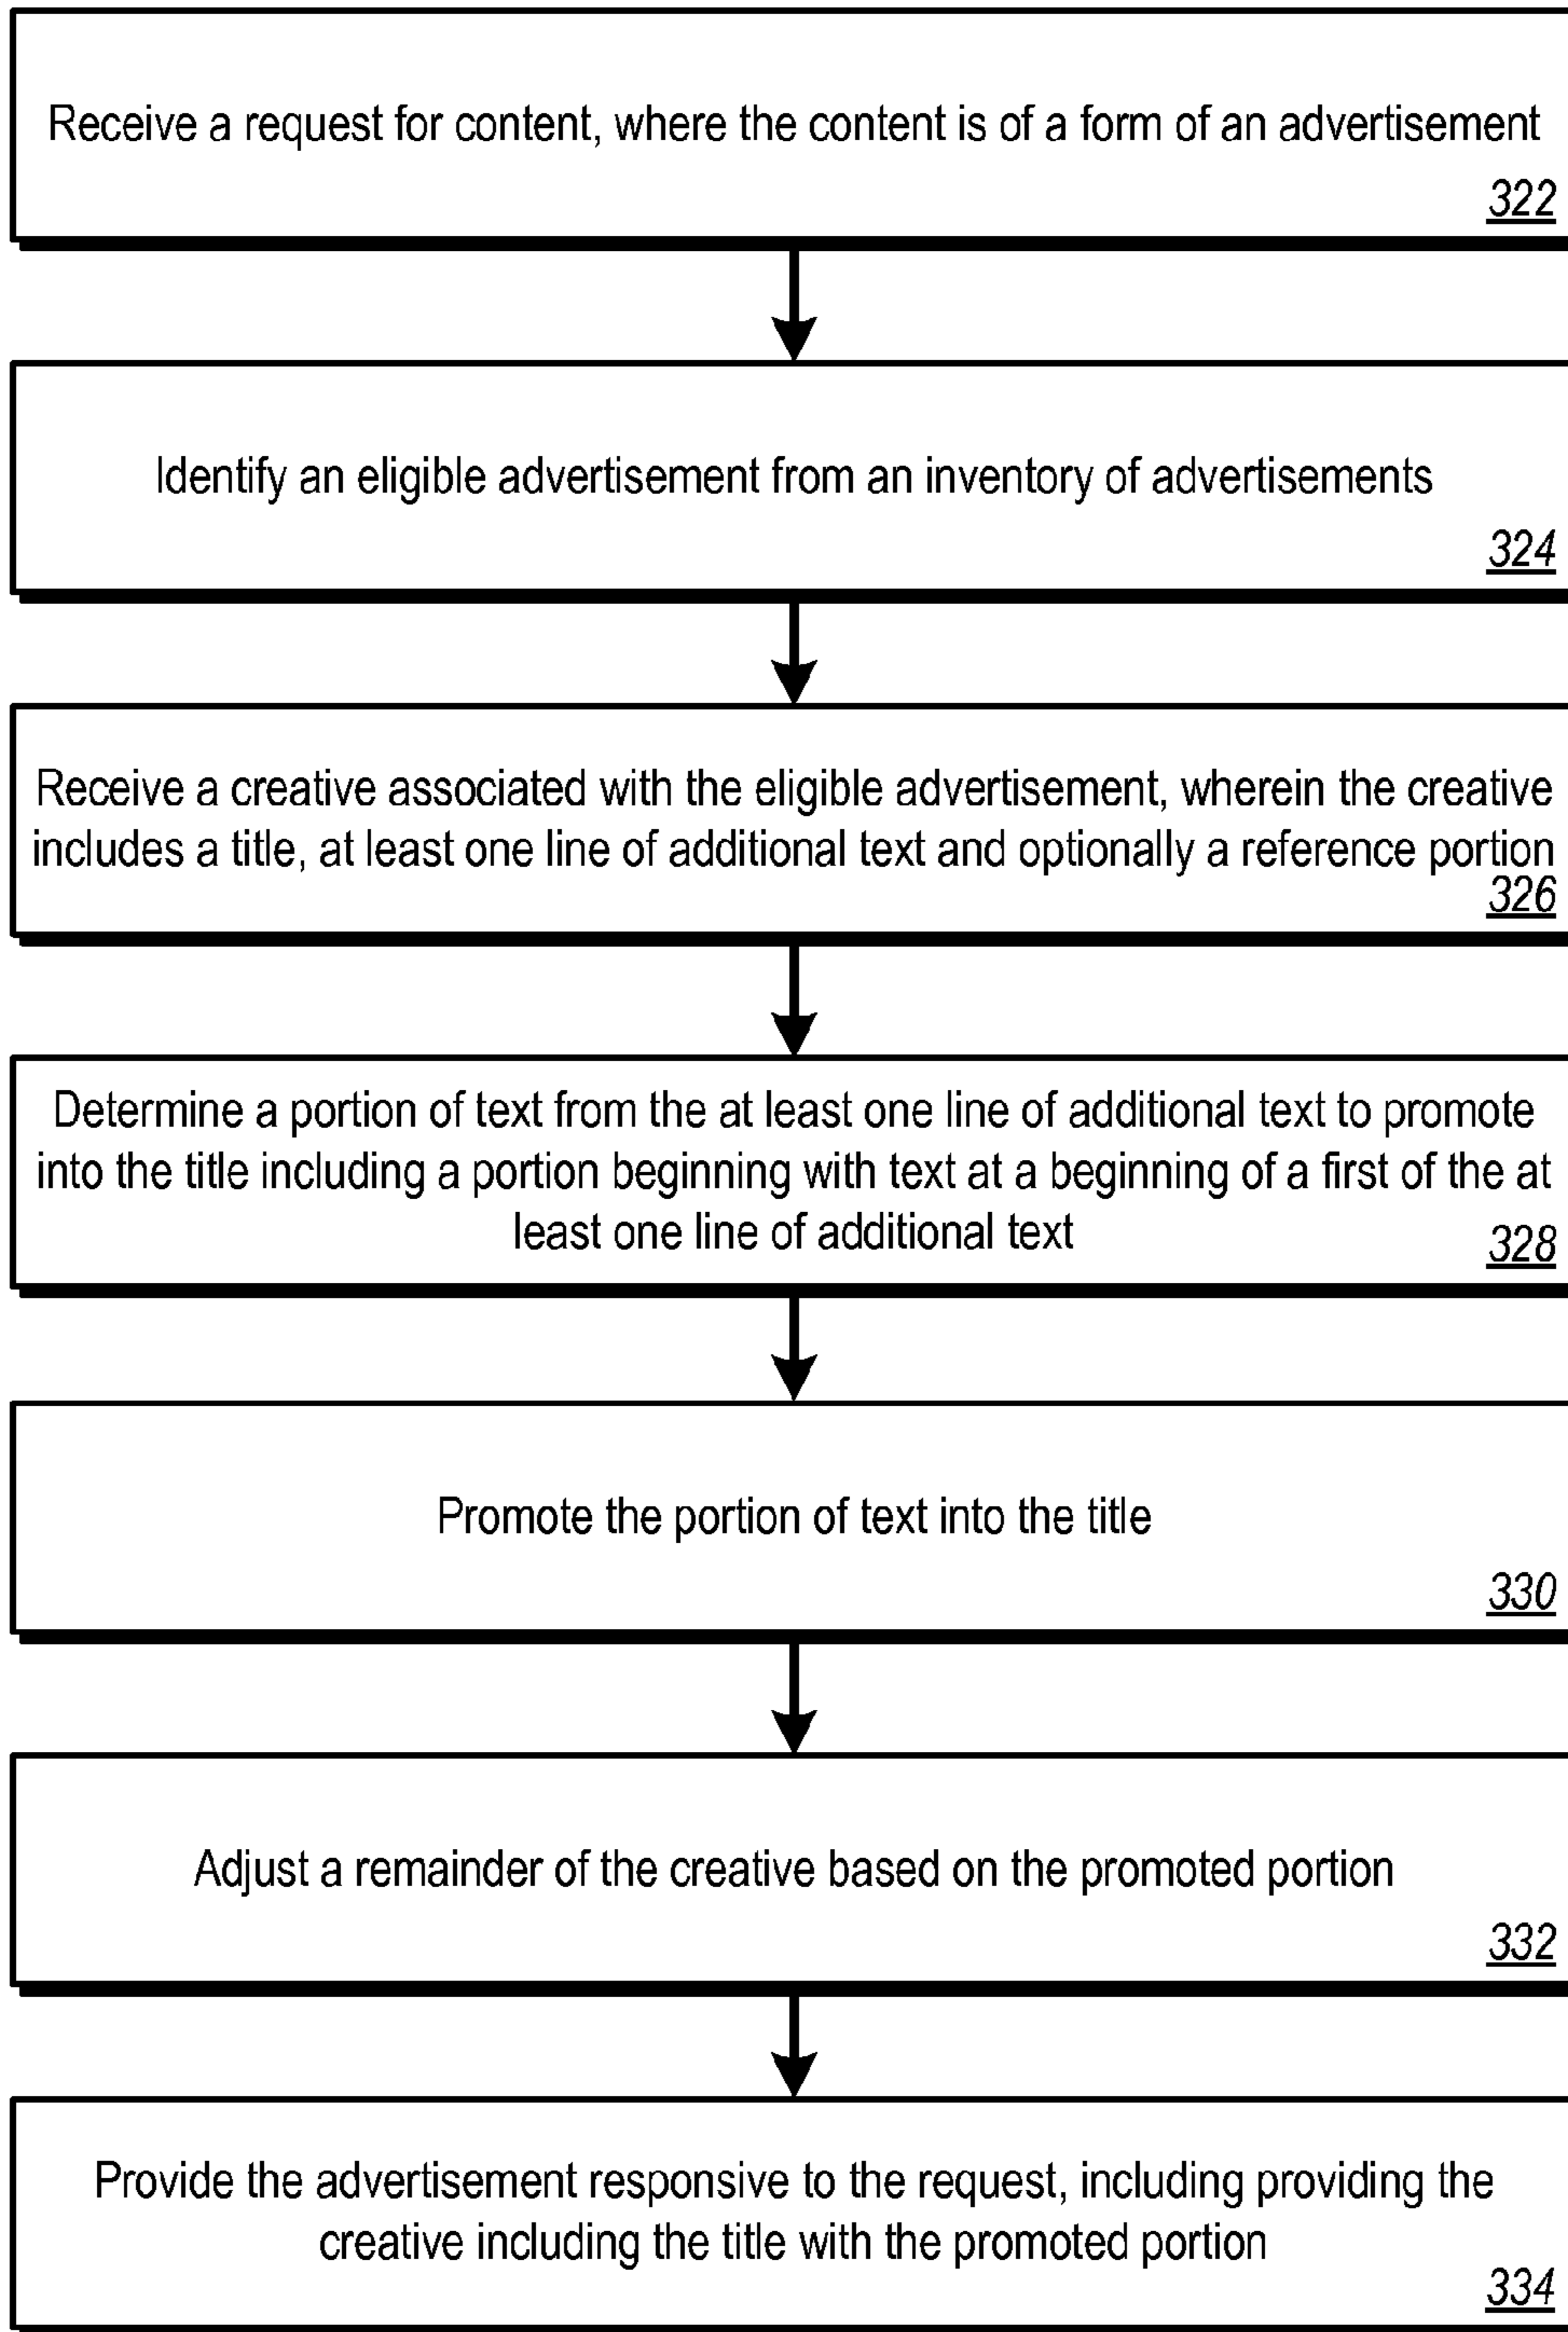 Receive a request for content, where the content is of a form of an advertisement
322
Identify an eligible advertisement from an inventory of advertisements
324
Receive a creative associated with the eligible advertisement, wherein the creative
includes a title, at least one line of additional text and optionally a reference portion
326
Determine a portion of text from the at least one line of additional text to promote
into the title including a portion beginning with text at a beginning of a first of the at
least one line of additional text
328
Promote the portion of text into the title
330
Adjust a remainder of the creative based on the promoted portion
332
Provide the advertisement responsive to the request, including providing the
creative including the title with the promoted portion
334